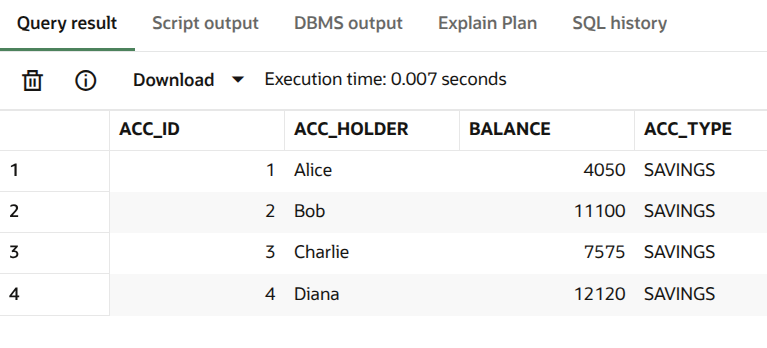 Query result Script output DBMS output Explain Plan SQL history
Download Execution time: 0.007 seconds
ACC_ID ACC_HOLDER BALANCE ACC_TYPE
1 1 Alice 4050 SAVINGS
2 2 Bob 11100 SAVINGS
3 3 Charlie 7575 SAVINGS
4 4 Diana 12120 SAVINGS